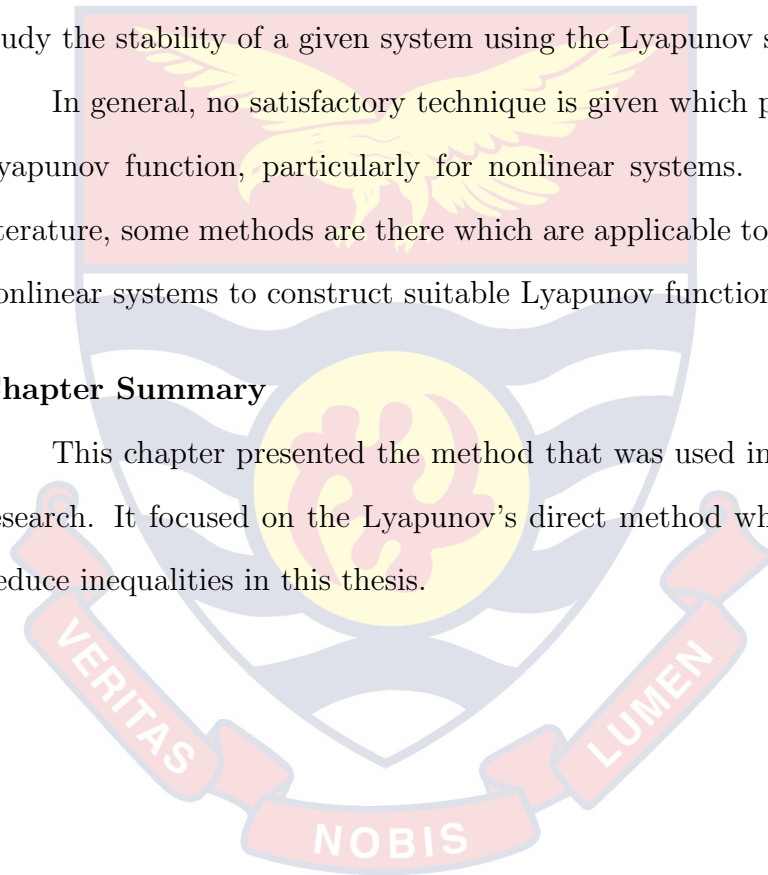 udy the stability of a given system using the Lyapunov s
In general, no satisfactory technique is given which p
yapunov function, particularly for nonlinear systems.
terature, some methods are there which are applicable to
onlinear systems to construct suitable Lyapunov function
hapter Summary
This chapter presented the method that was used in
esearch. It focused on the Lyapunov's direct method wh
educe inequalities in this thesis.
VERITAS
NOBIS
LUMEN